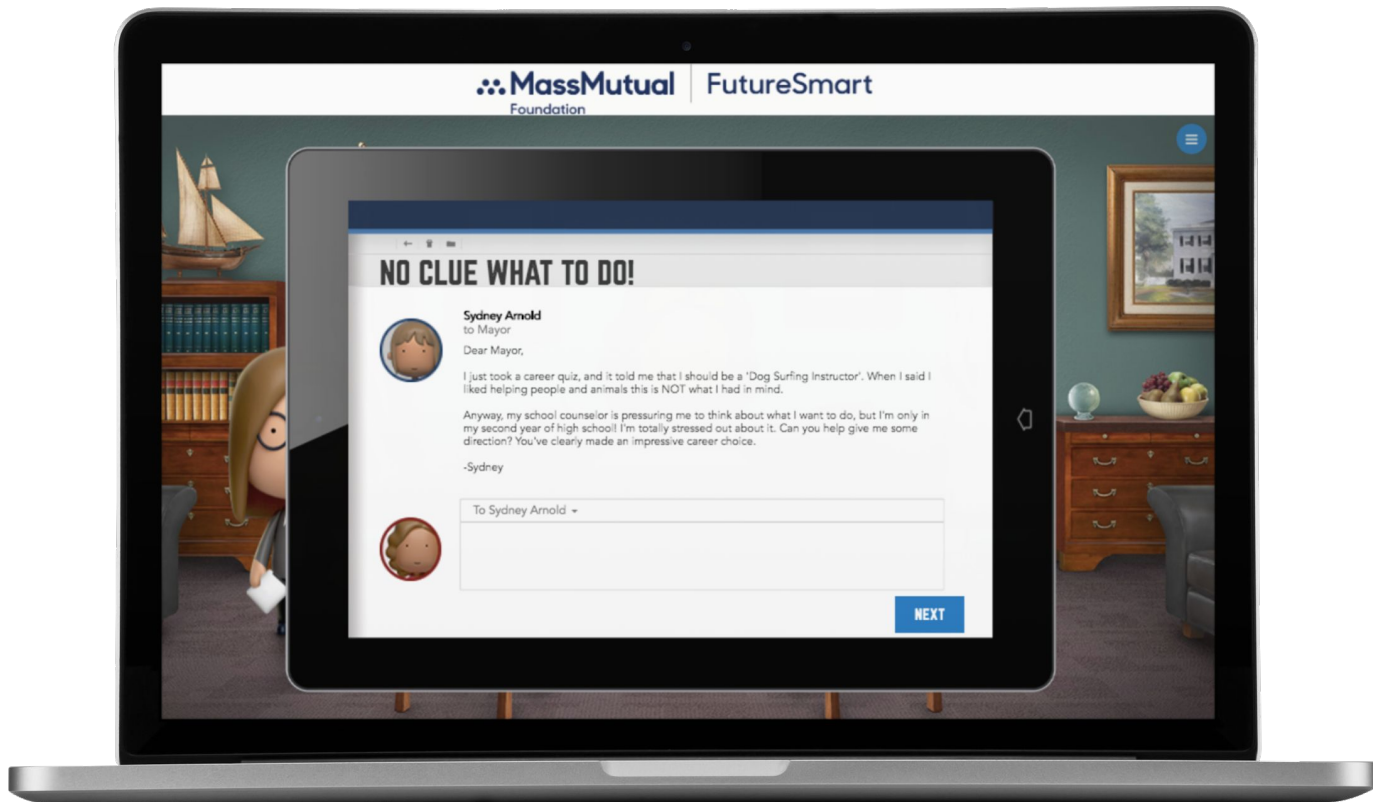 MassMutual FutureSmart
Foundation
NO CLUE WHAT TO DO!
Sydney Arnold
to Mayor
Dear Mayor,
I just took a career quiz, and it told me that I should be a 'Dog Surfing Instructor'. When I said I
liked helping people and animals this is NOT what I had in mind.
Anyway, my school counselor is pressuring me to think about what I want to do, but I'm only in
my second year of high school! I'm totally stressed out about it. Can you help give me some
direction? You've clearly made an impressive career choice.
-Sydney
To Sydney Arnold
NEXT